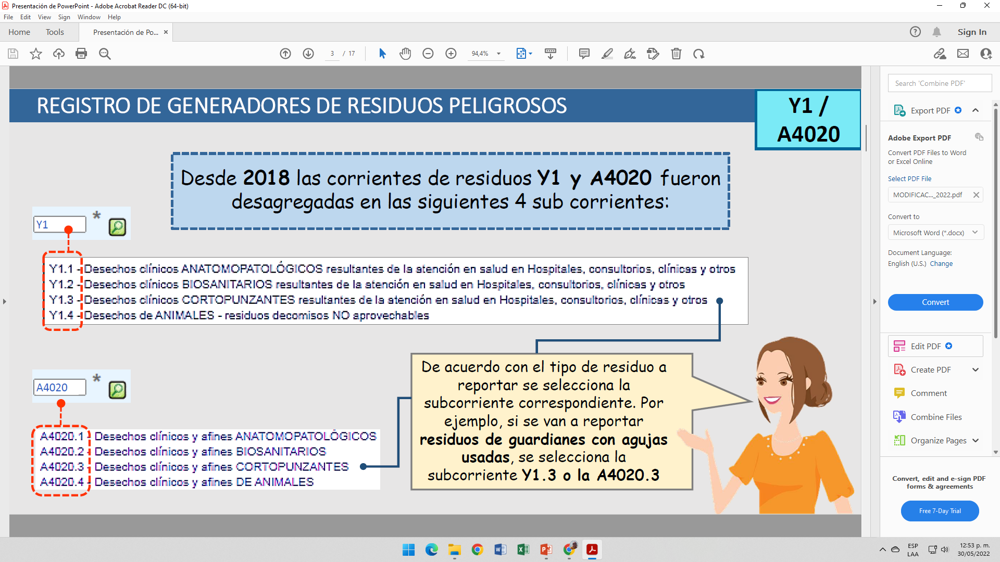 Presentación de PowerPoint - Adobe Acrobat Reader DC (64-bit)
File Edit View Sign Window Help
Home Tools Presentación de Po... × Sign In
3 / 17 94,4%
REGISTRO DE GENERADORES DE RESIDUOS PELIGROSOS
Y1 /
A4020
Desde 2018 las corrientes de residuos Y1 y A4020 fueron
desagregadas en las siguientes 4 sub corrientes:
Y1 *
Y1.1 - Desechos clínicos ANATOMOPATOLÓGICOS resultantes de la atención en salud en Hospitales, consultorios, clínicas y otros
Y1.2 - Desechos clínicos BIOSANITARIOS resultantes de la atención en salud en Hospitales, consultorios, clínicas y otros
Y1.3 - Desechos clínicos CORTOPUNZANTES resultantes de la atención en salud en Hospitales, consultorios, clínicas y otros
Y1.4 - Desechos de ANIMALES - residuos decomisos NO aprovechables
A4020 *
A4020.1 - Desechos clínicos y afines ANATOMOPATOLÓGICOS
A4020.2 - Desechos clínicos y afines BIOSANITARIOS
A4020.3 - Desechos clínicos y afines CORTOPUNZANTES
A4020.4 - Desechos clínicos y afines DE ANIMALES
De acuerdo con el tipo de residuo a
reportar se selecciona la
subcorriente correspondiente. Por
ejemplo, si se van a reportar
residuos de guardianes con agujas
usadas, se selecciona la
subcorriente Y1.3 o la A4020.3
Search 'Combine PDF'
Export PDF
Adobe Export PDF
Convert PDF Files to Word
or Excel Online
Select PDF File
MODIFICAC..._2022.pdf
Convert to
Microsoft Word (*.docx)
Document Language:
English (U.S.) Change
Convert
Edit PDF
Create PDF
Comment
Combine Files
Organize Pages
Convert, edit and e-sign PDF
forms & agreements
Free 7-Day Trial
ESP
LAA
12:53 p. m.
30/05/2022